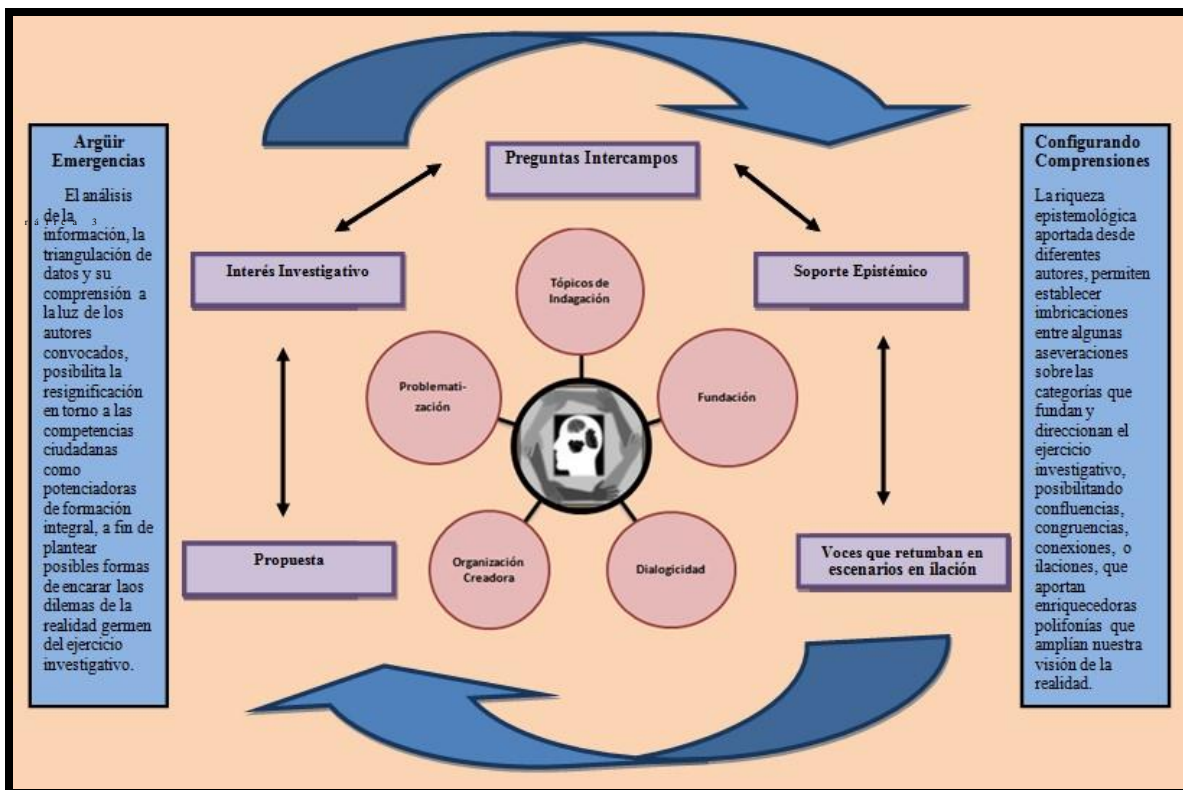 Argüir
Emergencias
El análisis
de la
información, la
triangulación de
datos y su
comprensión a
la luz de los
autores
convocados,
posibilita la
resignificación
en torno a las
competencias
ciudadanas
como
potenciadoras
de formación
integral, a fin de
plantear
posibles formas
de encarar laos
dilemas de la
realidad germen
del ejercicio
investigativo.
Preguntas Intercampos
Interés Investigativo
Soporte Epistémico
Tópicos de
Indagación
Problemati-
zación
Fundación
Organización
Creadora
Dialogicidad
Propuesta
Voces que retumban en
escenarios en ilación
Configurando
Comprensiones
La riqueza
epistemológica
aportada desde
diferentes
autores, permiten
establecer
imbricaciones
entre algunas
aseveraciones
sobre las
categorías que
fundan y
direccionan el
ejercicio
investigativo,
posibilitando
confluencias,
congruencias,
conexiones, o
ilaciones, que
aportan
enriquecedoras
polifonías que
amplían nuestra
visión de la
realidad.